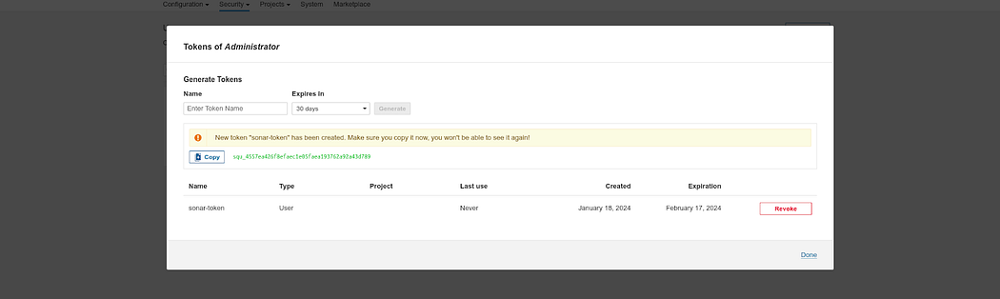 Configuration Security Projects System Marketplace
Tokens of Administrator
Generate Tokens
Name Expires in
Enter Token Name 30 days Generate
New token "sonar-token" has been created. Make sure you copy it now, you won't be able to see it again!
Copy
Name Type Project Last use Created Expiration
sonar-token User Never January 18, 2024 February 17, 2024 Revoke
Done